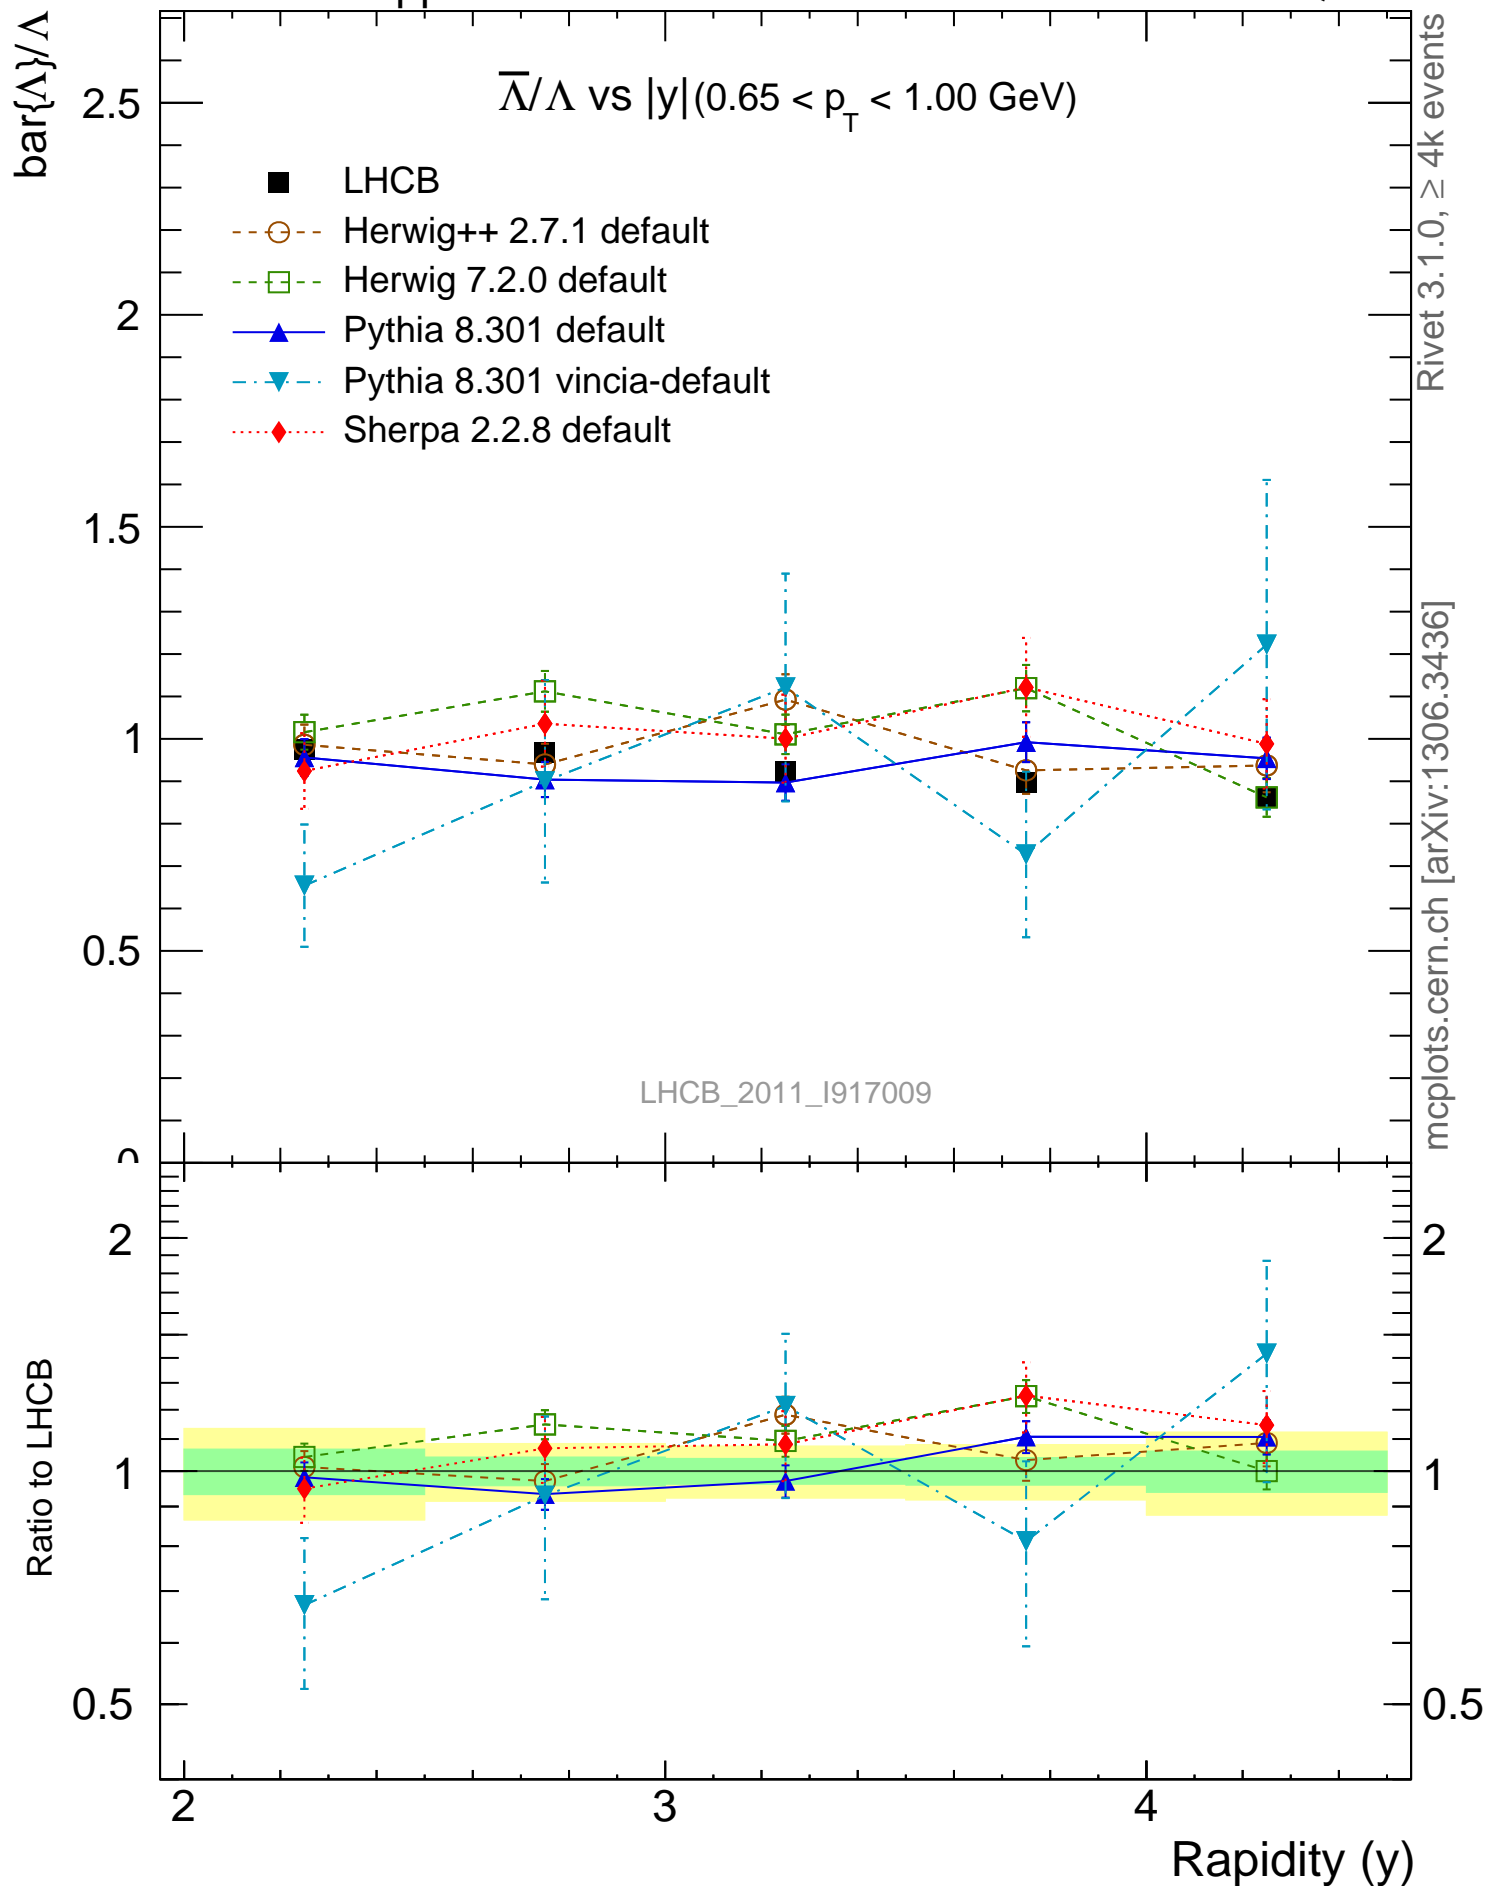 pp
bar{Λ}/Λ
Λ̅/Λ vs |y|(0.65 < p_T < 1.00 GeV)
LHCB
Herwig++ 2.7.1 default
Herwig 7.2.0 default
Pythia 8.301 default
Pythia 8.301 vincia-default
Sherpa 2.2.8 default
2.5
2
1.5
1
0.5
0
LHCB_2011_I917009
Rivet 3.1.0, ≥ 4k events
mcplots.cern.ch [arXiv:1306.3436]
Ratio to LHCB
2
1
0.5
2
1
0.5
2
3
4
Rapidity (y)